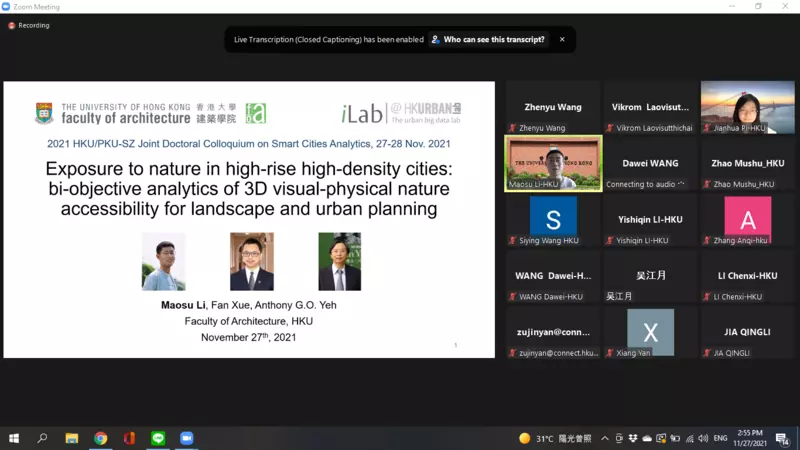 Zoom Meeting
Recording
Live Transcription (Closed Captioning) has been enabled
Who can see this transcript?
THE UNIVERSITY OF HONG KONG 香港大學
faculty of architecture 建築學院
fa
iLab @ HKURBAN
The urban big data lab
2021 HKU/PKU-SZ Joint Doctoral Colloquium on Smart Cities Analytics, 27-28 Nov. 2021
Exposure to nature in high-rise high-density cities:
bi-objective analytics of 3D visual-physical nature
accessibility for landscape and urban planning
Maosu Li, Fan Xue, Anthony G.O. Yeh
Faculty of Architecture, HKU
November 27th, 2021
1
Zhenyu Wang
Zhenyu Wang
Vikrom Laovisut...
Vikrom Laovisutthichai
Jianhua RI-HKU
THE UNIVERSITY HONG KONG
Maosu LI-HKU
Dawei WANG
Connecting to audio
Zhao Mushu_HKU
Zhao Mushu_HKU
S
Siying Wang HKU
Yishiqin LI-HKU
Yishiqin LI-HKU
A
Zhang Anqi-hku
WANG Dawei-H...
WANG Dawei-HKU
吴江月
吴江月
LI Chenxi-HKU
LI Chenxi-HKU
zujinyan@conn...
zujinyan@connect.hku...
X
Xiang Yan
JIA QINGLI
JIA QINGLI
31°C 陽光普照
ENG
2:55 PM
11/27/2021
14